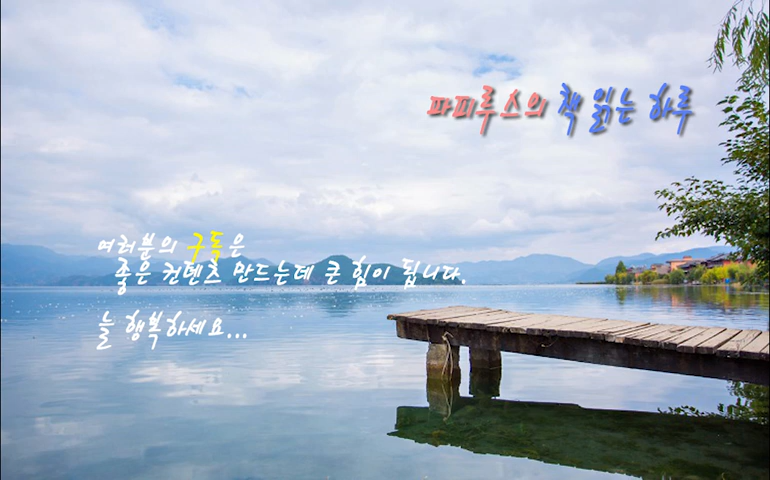 파피루스의 책 읽는 하루
여러분의 구독은
좋은 컨텐츠 만드는데 큰 힘이 됩니다.
늘 행복하세요...